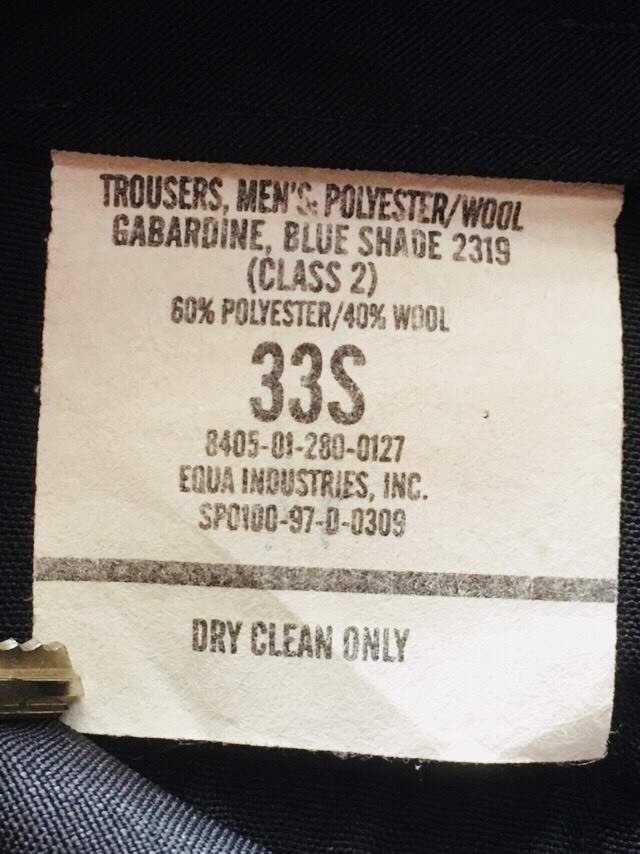 TROUSERS, MEN'S, POLYESTER/WOOL
GABARDINE, BLUE SHADE 2319
(CLASS 2)
60% POLYESTER/40% WOOL
33S
8405-01-280-0127
EQUA INDUSTRIES, INC.
SPO100-97-D-0309
DRY CLEAN ONLY